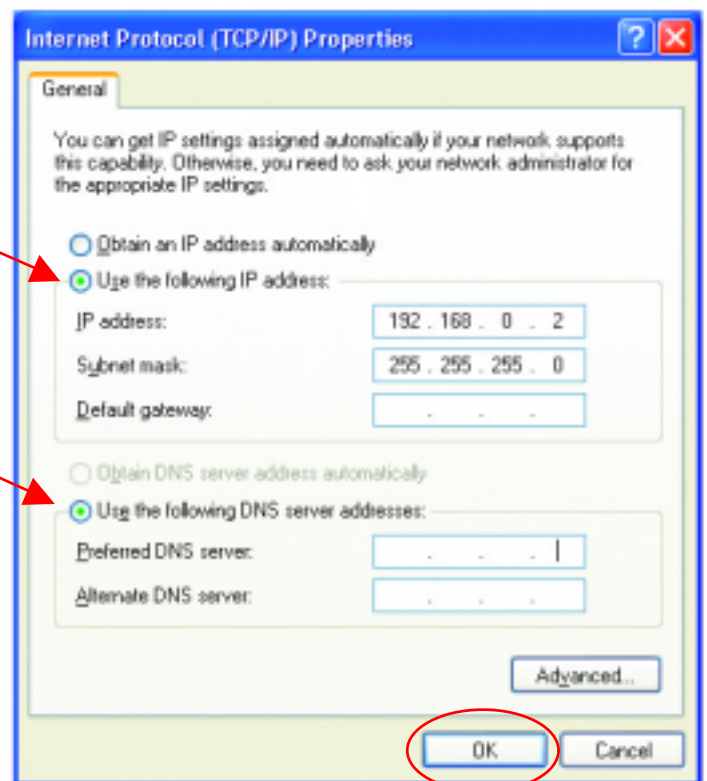 Internet Protocol (TCP/IP) Properties
?
General
You can get IP settings assigned automatically if your network supports
this capability. Otherwise, you need to ask your network administrator for
the appropriate IP settings.
Obtain an IP address automatically
Use the following IP address:
IP address: 192 . 168 . 0 . 2
Subnet mask: 255 . 255 . 255 . 0
Default gateway: . . .
Obtain DNS server address automatically
Use the following DNS server addresses:
Preferred DNS server: . . .
Alternate DNS server: . . .
Advanced...
OK Cancel